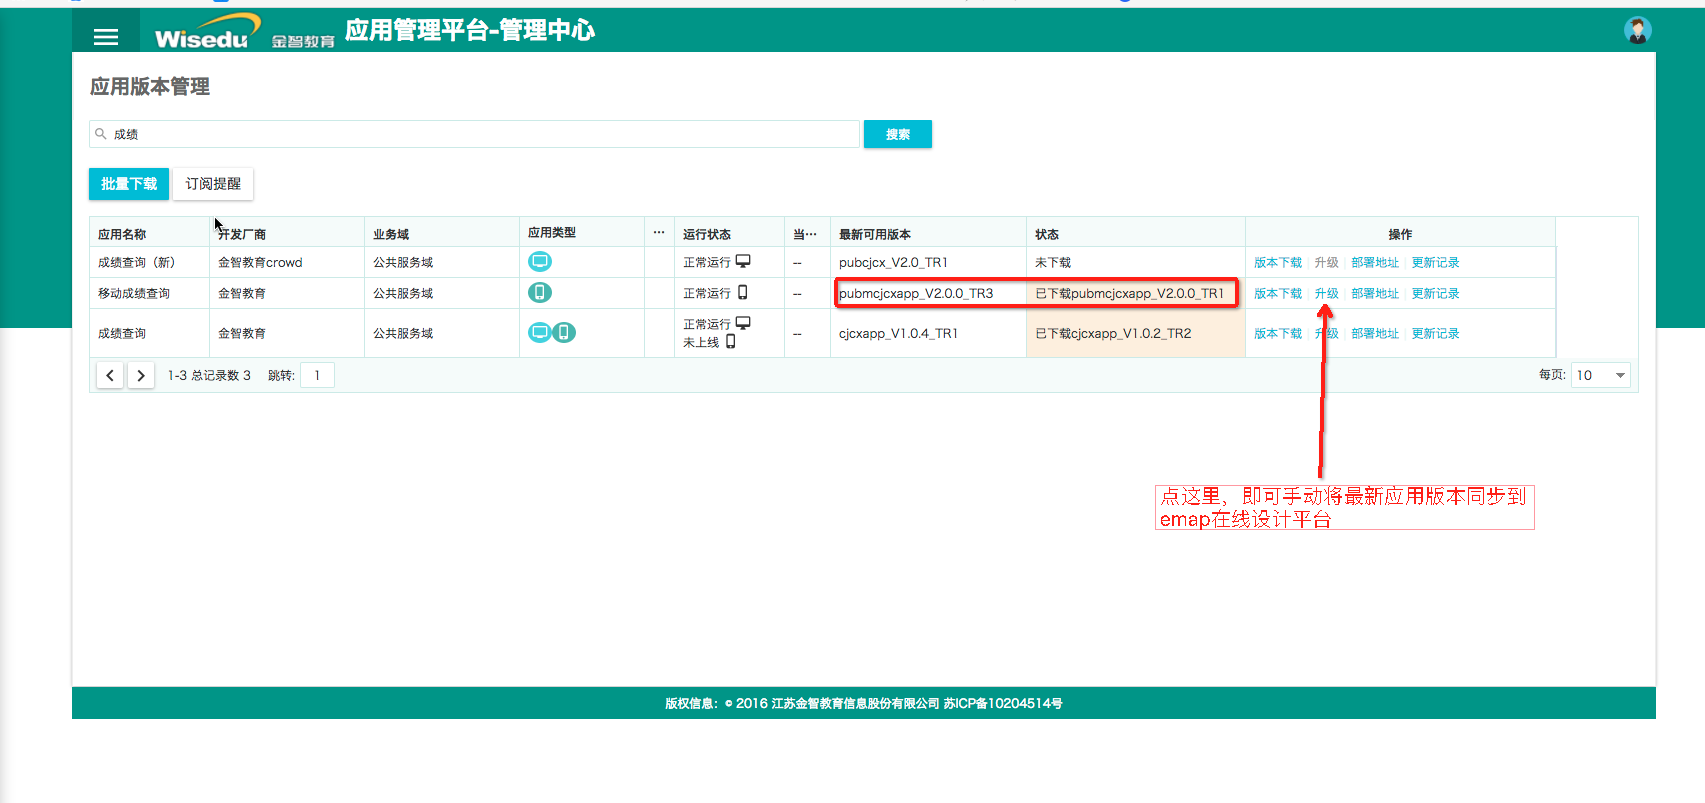 Wisedu 金智教育 应用管理平台-管理中心
应用版本管理
成绩
搜索
批量下载 订阅提醒
应用名称 开发厂商 业务域 应用类型 ... 运行状态 当... 最新可用版本 状态 操作
成绩查询（新） 金智教育crowd 公共服务域 正常运行 -- pubcjcx_V2.0_TR1 未下载 版本下载 升级 部署地址 更新记录
移动成绩查询 金智教育 公共服务域 正常运行 -- pubmcjcxapp_V2.0.0_TR3 已下载pubmcjcxapp_V2.0.0_TR1 版本下载 升级 部署地址 更新记录
成绩查询 金智教育 公共服务域 正常运行 -- cjcxapp_V1.0.4_TR1 已下载cjcxapp_V1.0.2_TR2 版本下载 升级 部署地址 更新记录
未上线
1-3 总记录数 3 跳转: 1 每页: 10
点这里，即可手动将最新应用版本同步到
emap在线设计平台
版权信息：© 2016 江苏金智教育信息股份有限公司 苏ICP备10204514号